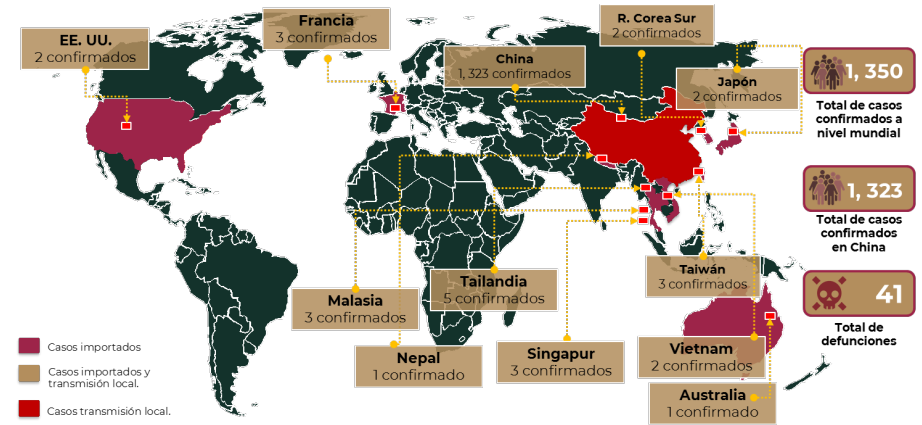 EE. UU.
2 confirmados
Francia
3 confirmados
China
1, 323 confirmados
R. Corea Sur
2 confirmados
Japón
2 confirmados
1, 350
Total de casos
confirmados a
nivel mundial
1, 323
Total de casos
confirmados
en China
41
Total de
defunciones
Malasia
3 confirmados
Tailandia
5 confirmados
Taiwán
3 confirmados
Nepal
1 confirmado
Singapur
3 confirmados
Vietnam
2 confirmados
Australia
1 confirmado
Casos importados
Casos importados y
transmisión local.
Casos transmisión local.